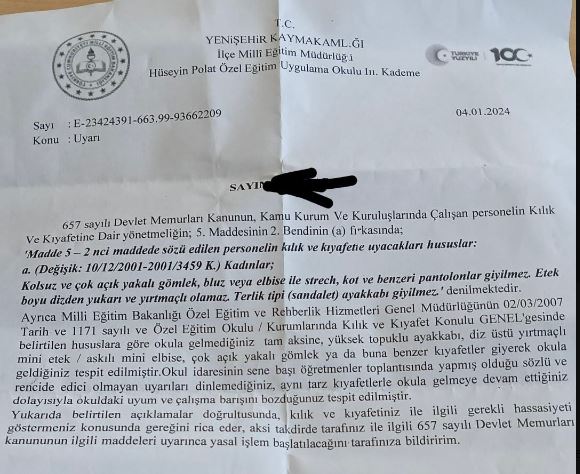 T.C.
YENİŞEHİR KAYMAKAMLIĞI
İlçe Millî Eğitim Müdürlüğü
Hüseyin Polat Özel Eğitim Uygulama Okulu In. Kademe
TÜRKİYE YÜZYILI 100
Sayı : E-23424391-663.99-93662209
04.01.2024
Konu : Uyarı
SAYIN
657 sayılı Devlet Memurları Kanunun, Kamu Kurum Ve Kuruluşlarında Çalışan personelin Kılık
Ve Kıyafetine Dair yönetmeliğin; 5. Maddesinin 2. Bendinin (a) fıkrasında;
'Madde 5 – 2 nci maddede sözü edilen personelin kılık ve kıyafette uyacakları hususlar:
a. (Değişik: 10/12/2001-2001/3459 K.) Kadınlar;
Kolsuz ve çok açık yakalı gömlek, bluz veya elbise ile strech, kot ve benzeri pantolonlar giyilmez. Etek
boyu dizden yukarı ve yırtmaçlı olamaz. Terlik tipi (sandalet) ayakkabı giyilmez.' denilmektedir.
Ayrıca Milli Eğitim Bakanlığı Özel Eğitim ve Rehberlik Hizmetleri Genel Müdürlüğünün 02/03/2007
Tarih ve 1171 sayılı ve Özel Eğitim Okulu / Kurumlarında Kılık ve Kıyafet Konulu GENEL'gesinde
belirtilen hususlara göre okula gelmediğiniz tam aksine, yüksek topuklu ayakkabı, diz üstü yırtmaçlı
mini etek / askılı mini elbise, çok açık yakalı gömlek ya da buna benzer kıyafetler giyerek okula
geldiğiniz tespit edilmiştir.Okul idaresinin sene başı öğretmenler toplantısında yapmış olduğu sözlü ve
rencide edici olmayan uyarıları dinlemediğiniz, aynı tarz kıyafetlerle okula gelmeye devam ettiğiniz
dolayısıyla okuldaki uyum ve çalışma barışını bozduğunuz tespit edilmiştir.
Yukarıda belirtilen açıklamalar doğrultusunda, kılık ve kıyafetiniz ile ilgili gerekli hassasiyeti
göstermeniz konusunda gereğini rica eder, aksi takdirde tarafınız ile ilgili 657 sayılı Devlet Memurları
kanununun ilgili maddeleri uyarınca yasal işlem başlatılacağını tarafınıza bildiririm.